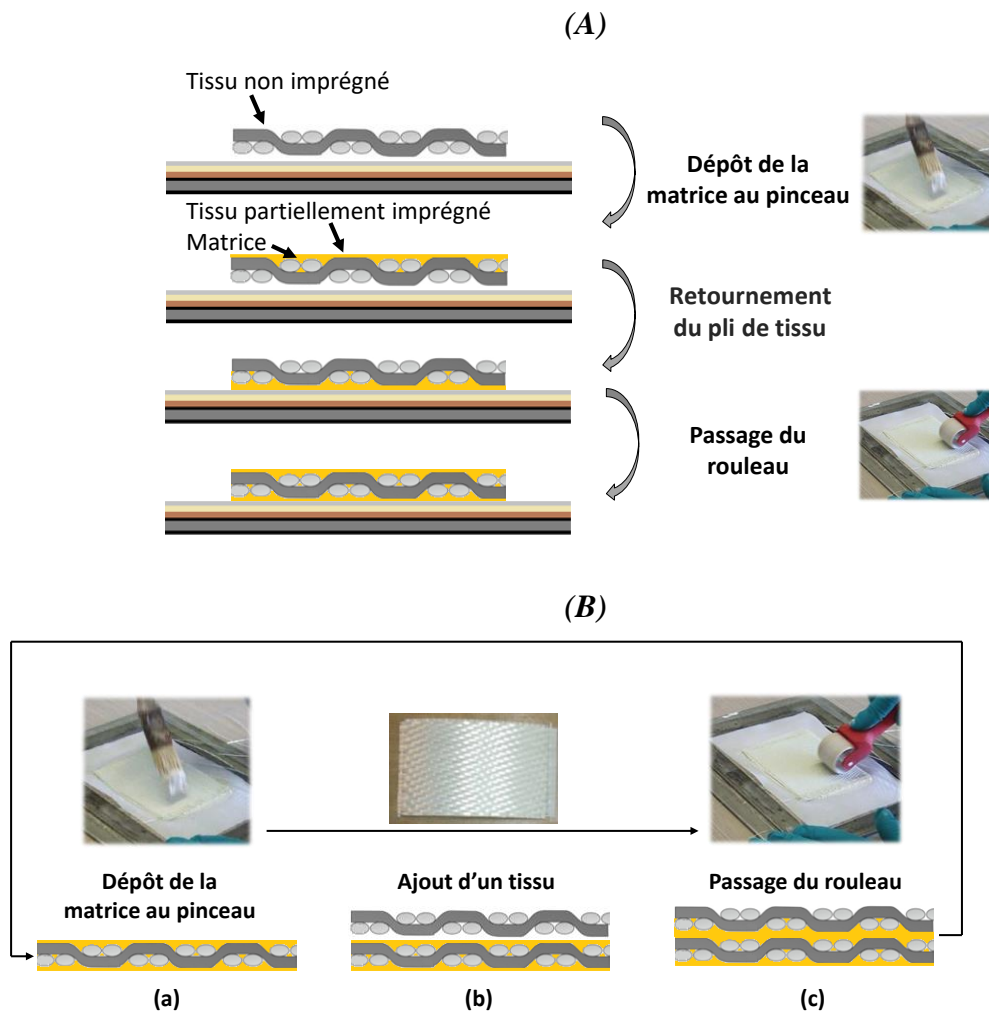 (A)
Tissu non imprégné
Dépôt de la
matrice au pinceau
Tissu partiellement imprégné
Matrice
Retournement
du pli de tissu
Passage du
rouleau
(B)
Dépôt de la
matrice au pinceau
Ajout d'un tissu
Passage du rouleau
(a)
(b)
(c)